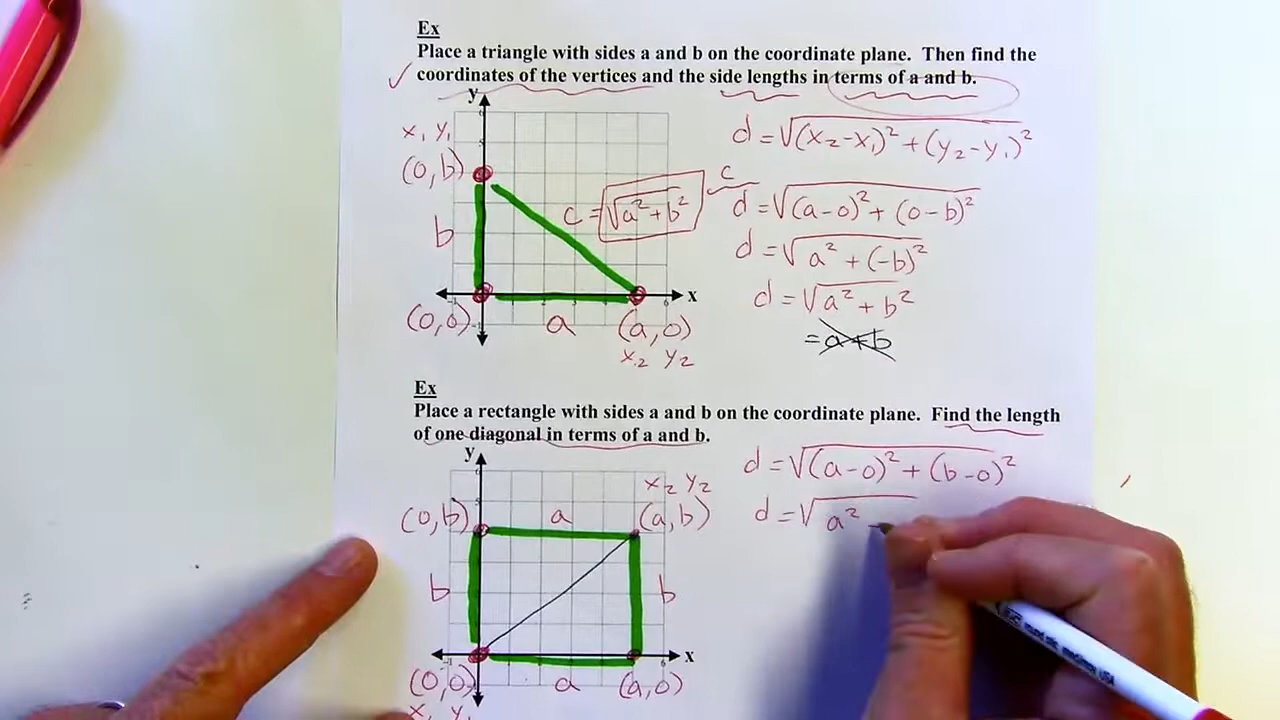 Ex
Place a triangle with sides a and b on the coordinate plane. Then find the
coordinates of the vertices and the side lengths in terms of a and b.
y
x₁ y₁
(0,b)
b
c = √a²+b²
c
(0,0)
a
(a,0)
x₂ y₂
x
d = √(x₂-x₁)²+(y₂-y₁)²
d = √(a-0)²+(0-b)²
d = √a²+(-b)²
d = √a²+b²
= a+b
Ex
Place a rectangle with sides a and b on the coordinate plane. Find the length
of one diagonal in terms of a and b.
y
x₂ y₂
(0,b)
a
(a,b)
b
b
x
(0,0)
a
(a,0)
x₁ y₁
d = √(a-0)²+(b-0)²
d = √a²